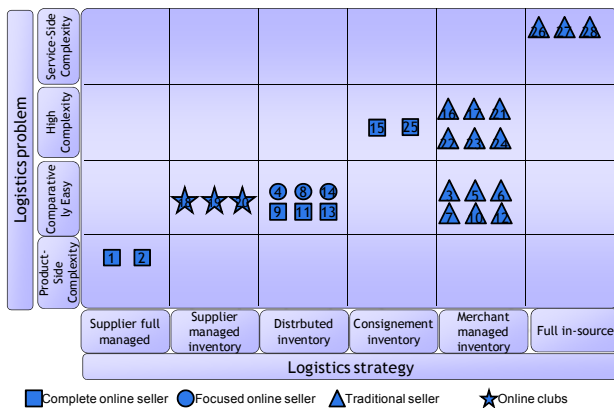 Logistics problem
Service-Side
Complexity
26 27 28
High
Complexity
15 25
16 17 21
22 23 24
Comparative
ly Easy
18 19 20
4 8 14
9 11 13
3 5 6
7 10 12
Product-
Side
Complexity
1 2
Supplier full
managed
Supplier
managed
inventory
Distrbuted
inventory
Consignement
inventory
Merchant
managed
inventory
Full in-source
Logistics strategy
Complete online seller Focused online seller Traditional seller Online clubs